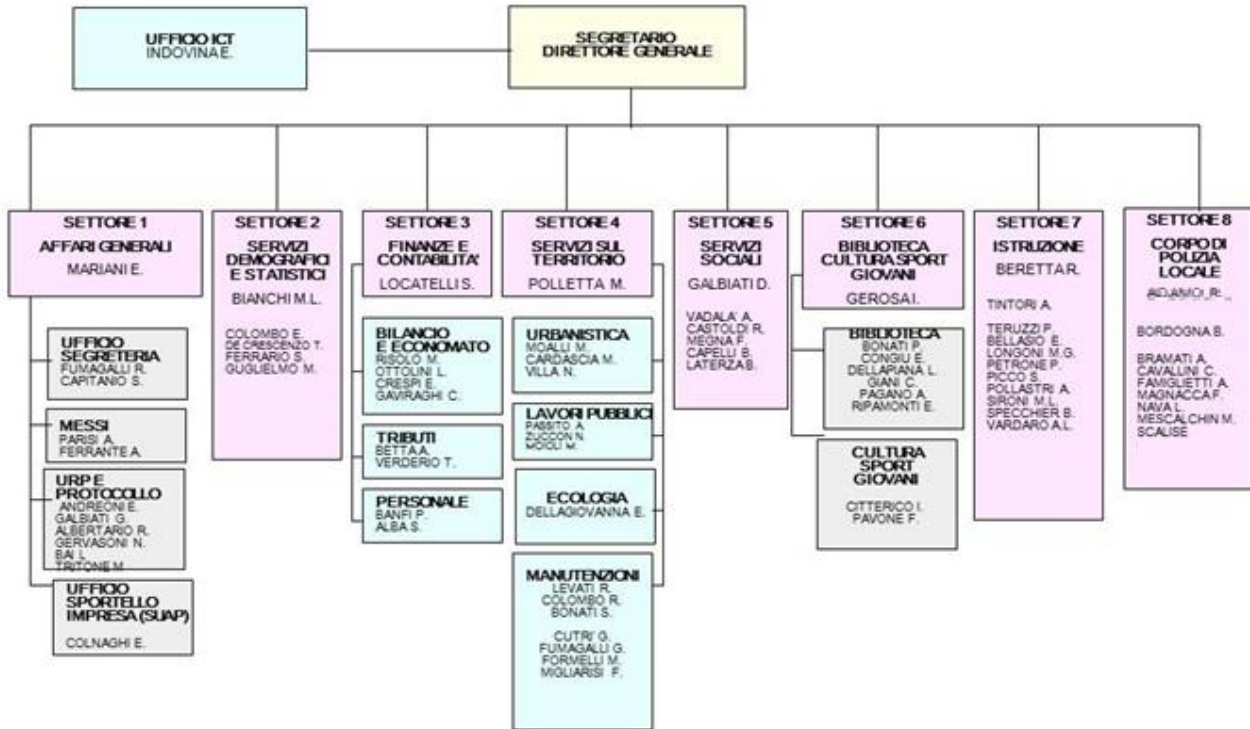 UFFICIO ICT
INDOVINA E.
SEGRETARIO
DIRETTORE GENERALE
SETTORE 1
AFFARI GENERALI
MARIANI E.
UFFICIO
SEGRETERIA
FUMAGALLI R.
CAPITANIO S.
MESSI
PARISI A.
FERRANTE A.
URP E
PROTOCOLLO
ANDREONI E.
GALBIATI G.
ALBERTARIO R.
GERVASONI N.
BAI L.
TRITONE M.
UFFICIO
SPORTELLO
IMPRESA (SUAP)
COLNAGHI E.
SETTORE 2
SERVIZI
DEMOGRAFICI
E STATISTICI
BIANCHI M.L.
COLOMBO E.
DE CRESCENZO T.
FERRARIO S.
GUGLIELMO M.
SETTORE 3
FINANZE E
CONTABILITA'
LOCATELLI S.
BILANCIO
E ECONOMATO
RISOLO M.
OTTOLINI L.
CRESPI E.
GAVIRAGHI C.
TRIBUTI
BETTA A.
VERDERIO T.
PERSONALE
BANFI P.
ALBA S.
SETTORE 4
SERVIZI SUL
TERRITORIO
POLLETTA M.
URBANISTICA
MOALLI M.
CARDASCIA M.
VILLA N.
LAVORI PUBBLICI
PASSITO A.
ZUCCON N.
M.
ECOLOGIA
DELLAGIOVANNA E.
MANUTENZIONI
LEVATI R.
COLOMBO R.
BONATI S.
CUTRI' G.
FUMAGALLI G.
FORMELLI M.
MIGLIARISI F.
SETTORE 5
SERVIZI
SOCIALI
GALBIATI D.
VADALA' A.
CASTOLDI R.
MEGNA F.
CAPELLI B.
LATERZA B.
SETTORE 6
BIBLIOTECA
CULTURA SPORT
GIOVANI
GEROSA I.
BIBLIOTECA
BONATI P.
CONGIU E.
DELLAPIANA L.
GIANI C.
PAGANO A.
RIPAMONTI E.
CULTURA
SPORT
GIOVANI
CITTERICO I.
PAVONE F.
SETTORE 7
ISTRUZIONE
BERETTA R.
TINTORI A.
TERUZZI P.
BELLASIO E.
LONGONI M.G.
PETRONE P.
PICCO S.
POLLASTRI A.
SIRONI M.L.
SPECCHIER B.
VARDARO A.L.
SETTORE 8
CORPO DI
POLIZIA
LOCALE
BORDOGNA B.
BRAMATI A.
CAVALLINI C.
FAMIGLIETTI A.
MAGNACCA F.
NAVA L.
MESCALCHIN M.
SCALISE